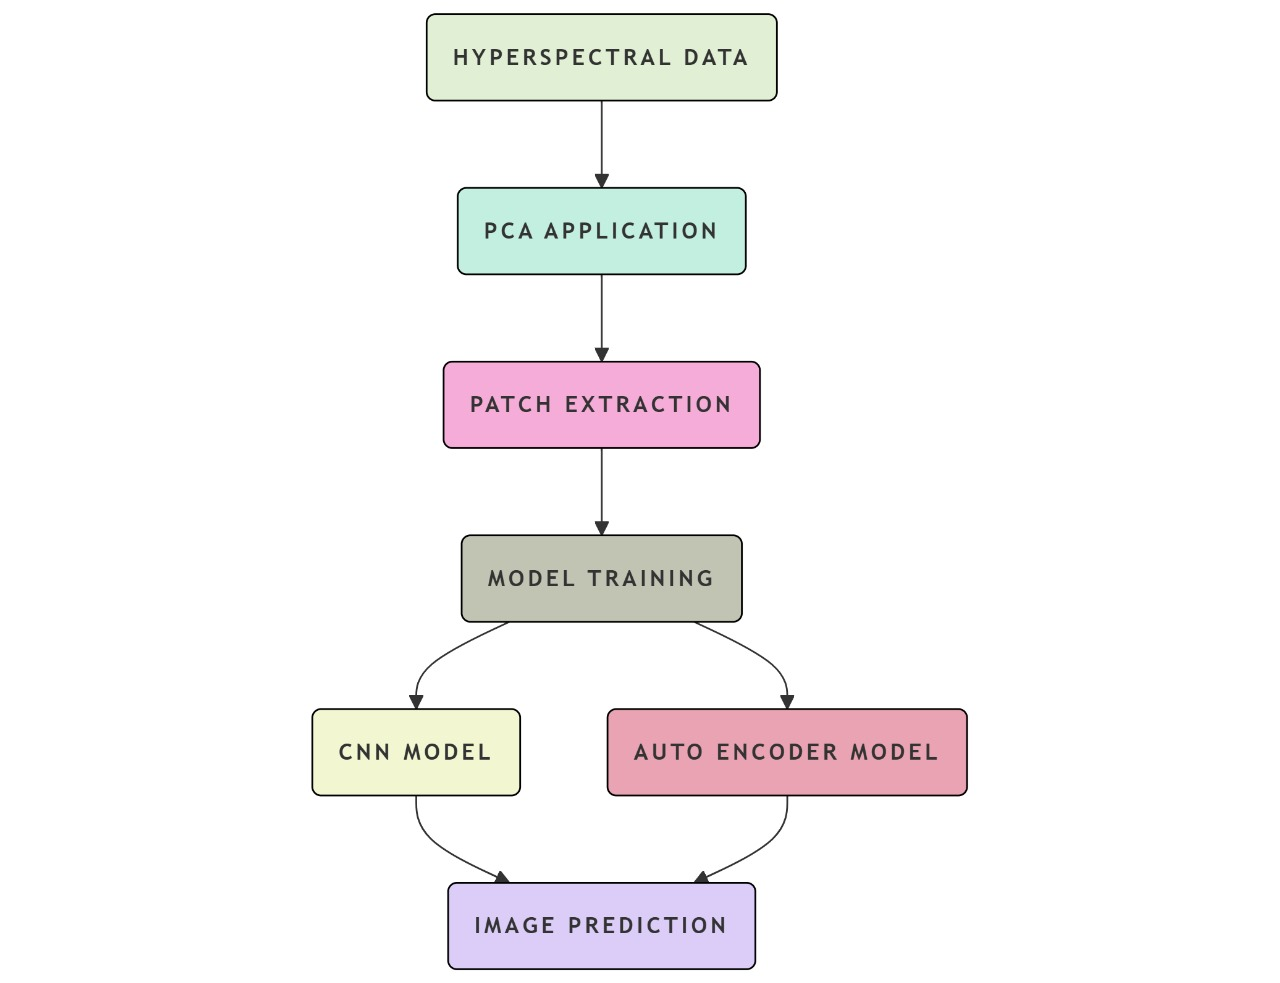 HYPERSPECTRAL DATA
PCA APPLICATION
PATCH EXTRACTION
MODEL TRAINING
CNN MODEL
AUTO ENCODER MODEL
IMAGE PREDICTION